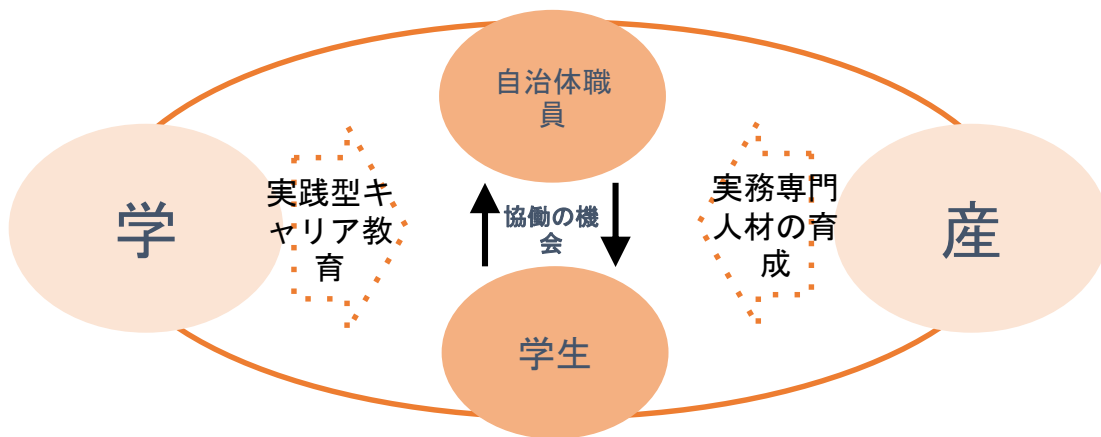 自治体職
員
学
実践型キ
ャリア教
育
協働の機
会
実務専門
人材の育
成
産
学生